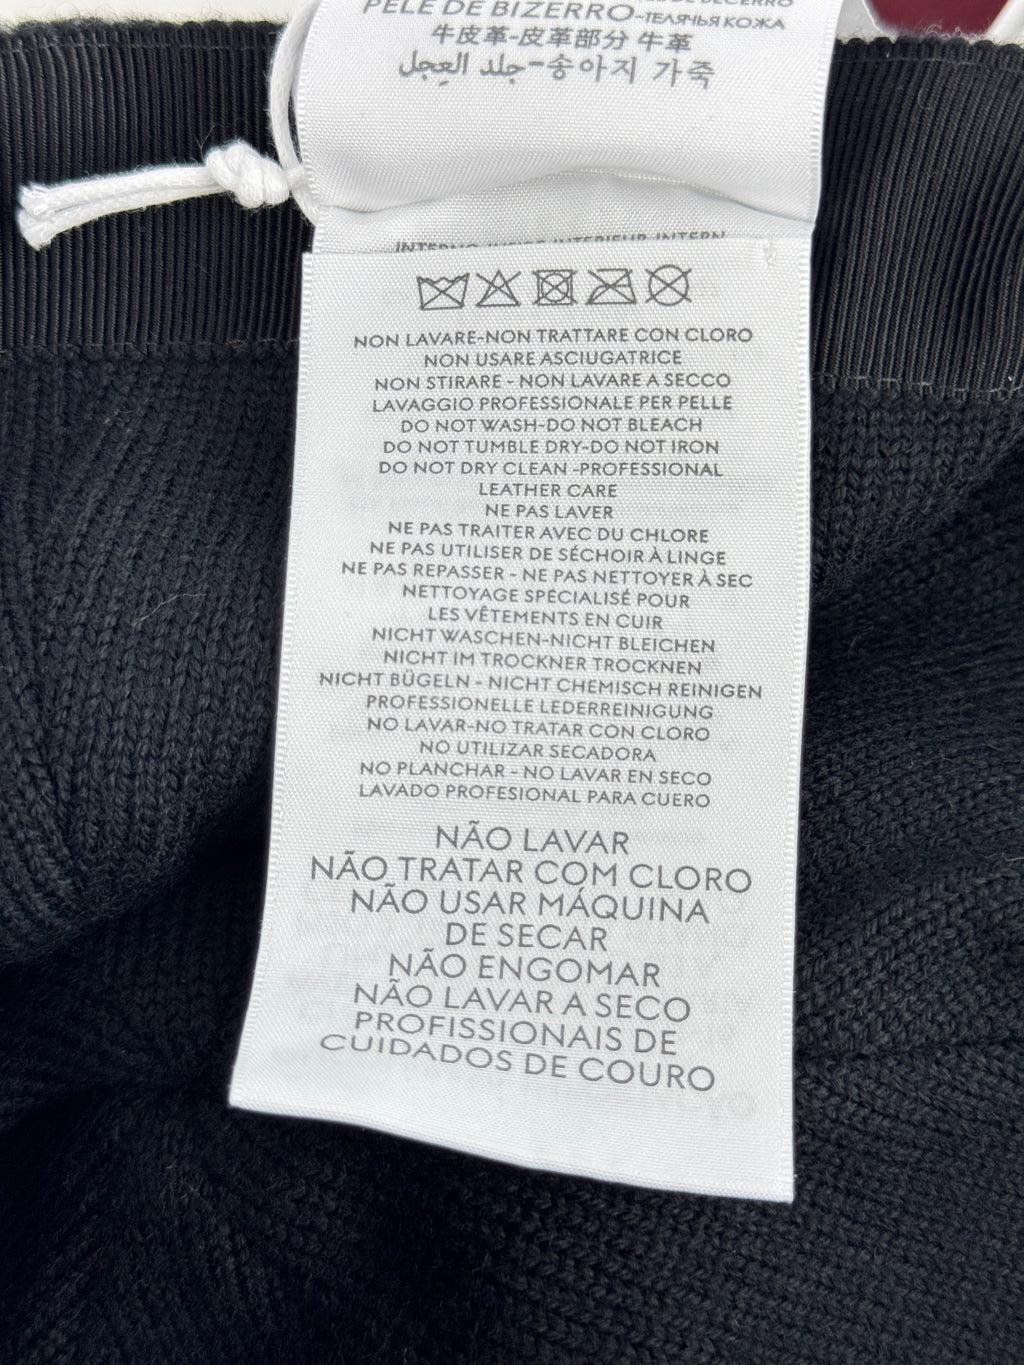 PELE DE BIZERRO-ТЕЛЯЧЬЯ КОЖА
牛皮革-皮革部分 牛革
جلد العِجل-송아지 가죽
NON LAVARE-NON TRATTARE CON CLORO
NON USARE ASCIUGATRICE
NON STIRARE - NON LAVARE A SECCO
LAVAGGIO PROFESSIONALE PER PELLE
DO NOT WASH-DO NOT BLEACH
DO NOT TUMBLE DRY-DO NOT IRON
DO NOT DRY CLEAN -PROFESSIONAL
LEATHER CARE
NE PAS LAVER
NE PAS TRAITER AVEC DU CHLORE
NE PAS UTILISER DE SÉCHOIR À LINGE
NE PAS REPASSER - NE PAS NETTOYER À SEC
NETTOYAGE SPÉCIALISÉ POUR
LES VÊTEMENTS EN CUIR
NICHT WASCHEN-NICHT BLEICHEN
NICHT IM TROCKNER TROCKNEN
NICHT BÜGELN - NICHT CHEMISCH REINIGEN
PROFESSIONELLE LEDERREINIGUNG
NO LAVAR-NO TRATAR CON CLORO
NO UTILIZAR SECADORA
NO PLANCHAR - NO LAVAR EN SECO
LAVADO PROFESIONAL PARA CUERO
NÃO LAVAR
NÃO TRATAR COM CLORO
NÃO USAR MÁQUINA
DE SECAR
NÃO ENGOMAR
NÃO LAVAR A SECO
PROFISSIONAIS DE
CUIDADOS DE COURO